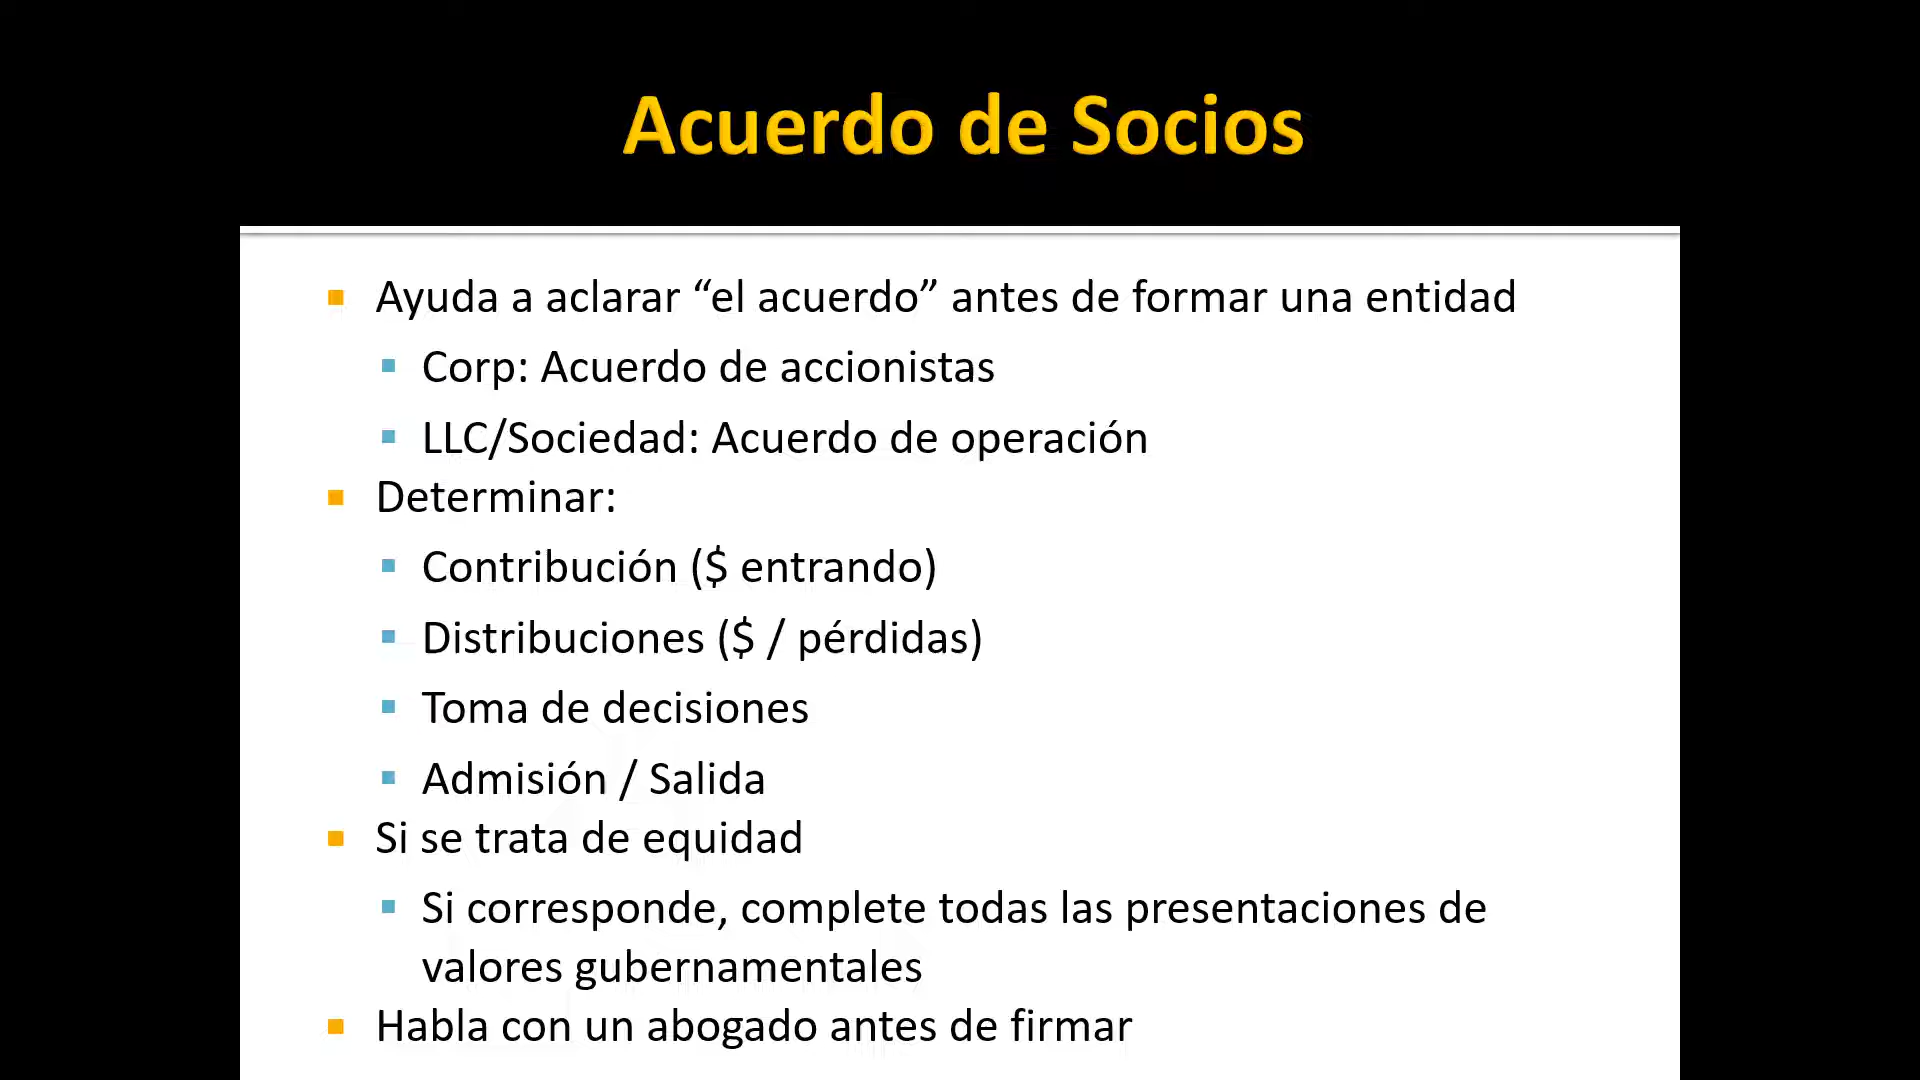 Acuerdo de Socios
Ayuda a aclarar “el acuerdo” antes de formar una entidad
Corp: Acuerdo de accionistas
LLC/Sociedad: Acuerdo de operación
Determinar:
Contribución ($ entrando)
Distribuciones ($ / pérdidas)
Toma de decisiones
Admisión / Salida
Si se trata de equidad
Si corresponde, complete todas las presentaciones de
valores gubernamentales
Habla con un abogado antes de firmar